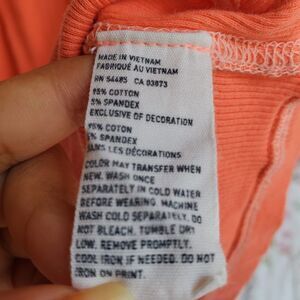 MADE IN VIETNAM
FABRIQUÉ AU VIETNAM
RN 54485 CA 03873
95% COTTON
5% SPANDEX
EXCLUSIVE OF DECORATION
95% COTON
5% SPANDEX
SANS LES DÉCORATIONS
COLOR MAY TRANSFER WHEN
NEW. WASH ONCE
SEPARATELY IN COLD WATER
BEFORE WEARING. MACHINE
WASH COLD SEPARATELY. DO
NOT BLEACH. TUMBLE DRY
LOW. REMOVE PROMPTLY.
COOL IRON IF NEEDED. DO NOT
IRON ON PRINT.